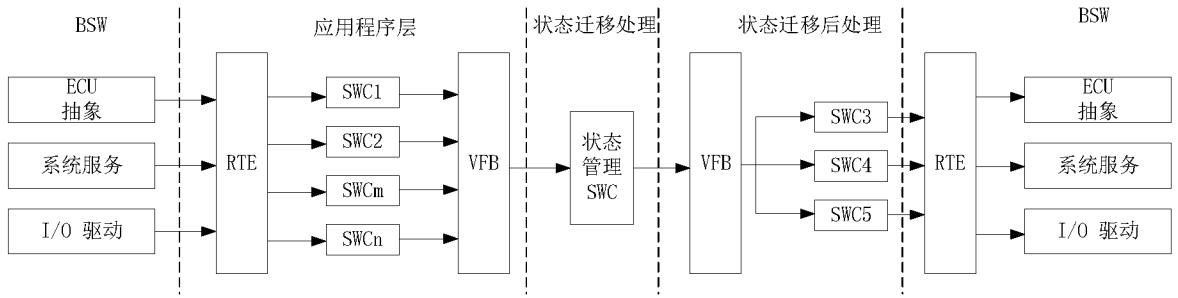 BSW
应用程序层
状态迁移处理
状态迁移后处理
BSW
ECU
抽象
系统服务
I/O 驱动
RTE
SWC1
SWC2
SWCm
SWCn
VFB
状态
管理
SWC
VFB
SWC3
SWC4
SWC5
RTE
ECU
抽象
系统服务
I/O 驱动